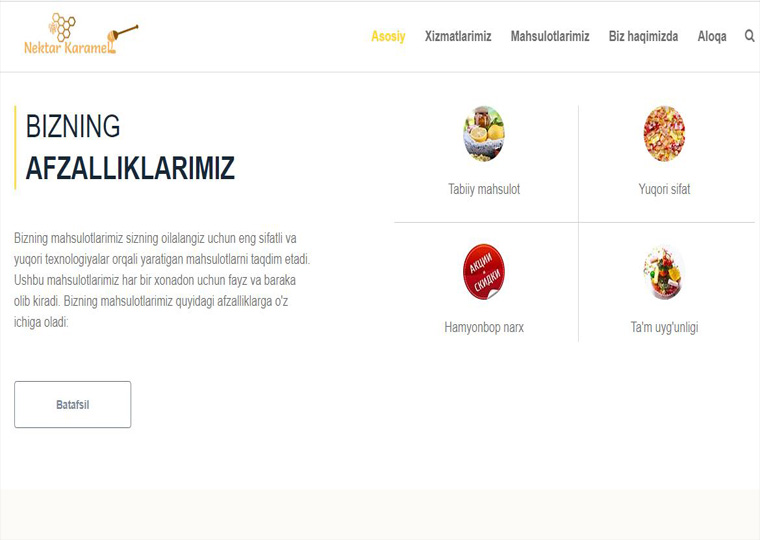 Nektar Karamel
Asosiy Xizmatlarimiz Mahsulotlarimiz Biz haqimizda Aloqa
BIZNING
AFZALLIKLARIMIZ
Bizning mahsulotlarimiz sizning oilalangiz uchun eng sifatli va
yuqori texnologiyalar orqali yaratigan mahsulotlarni taqdim etadi.
Ushbu mahsulotlarimiz har bir xonadon uchun fayz va baraka
olib kiradi. Bizning mahsulotlarimiz quyidagi afzalliklarga o'z
ichiga oladi:
Batafsil
Tabiiy mahsulot
Yuqori sifat
АКЦИИ
СКИДКИ
Hamyonbop narx
Ta'm uyg'unligi